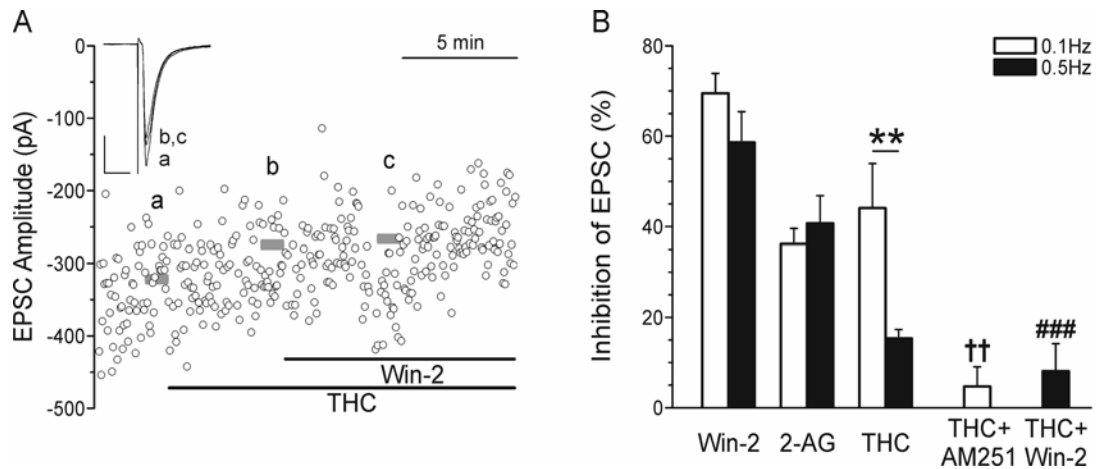 A
0
-100
-200
-300
-400
-500
EPSC Amplitude (pA)
5 min
b,c
a
a
b
c
Win-2
THC
B
80
60
40
20
0
Inhibition of EPSC (%)
0.1Hz
0.5Hz
**
††
###
Win-2
2-AG
THC
THC+
AM251
THC+
Win-2